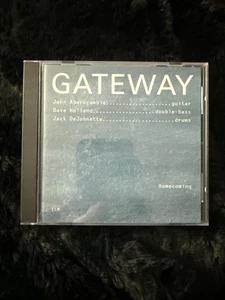 GATEWAY
John Abercrombie....................guitar
Dave Holland..................double-bass
Jack DeJohnette.....................drums
Homecoming
ECM